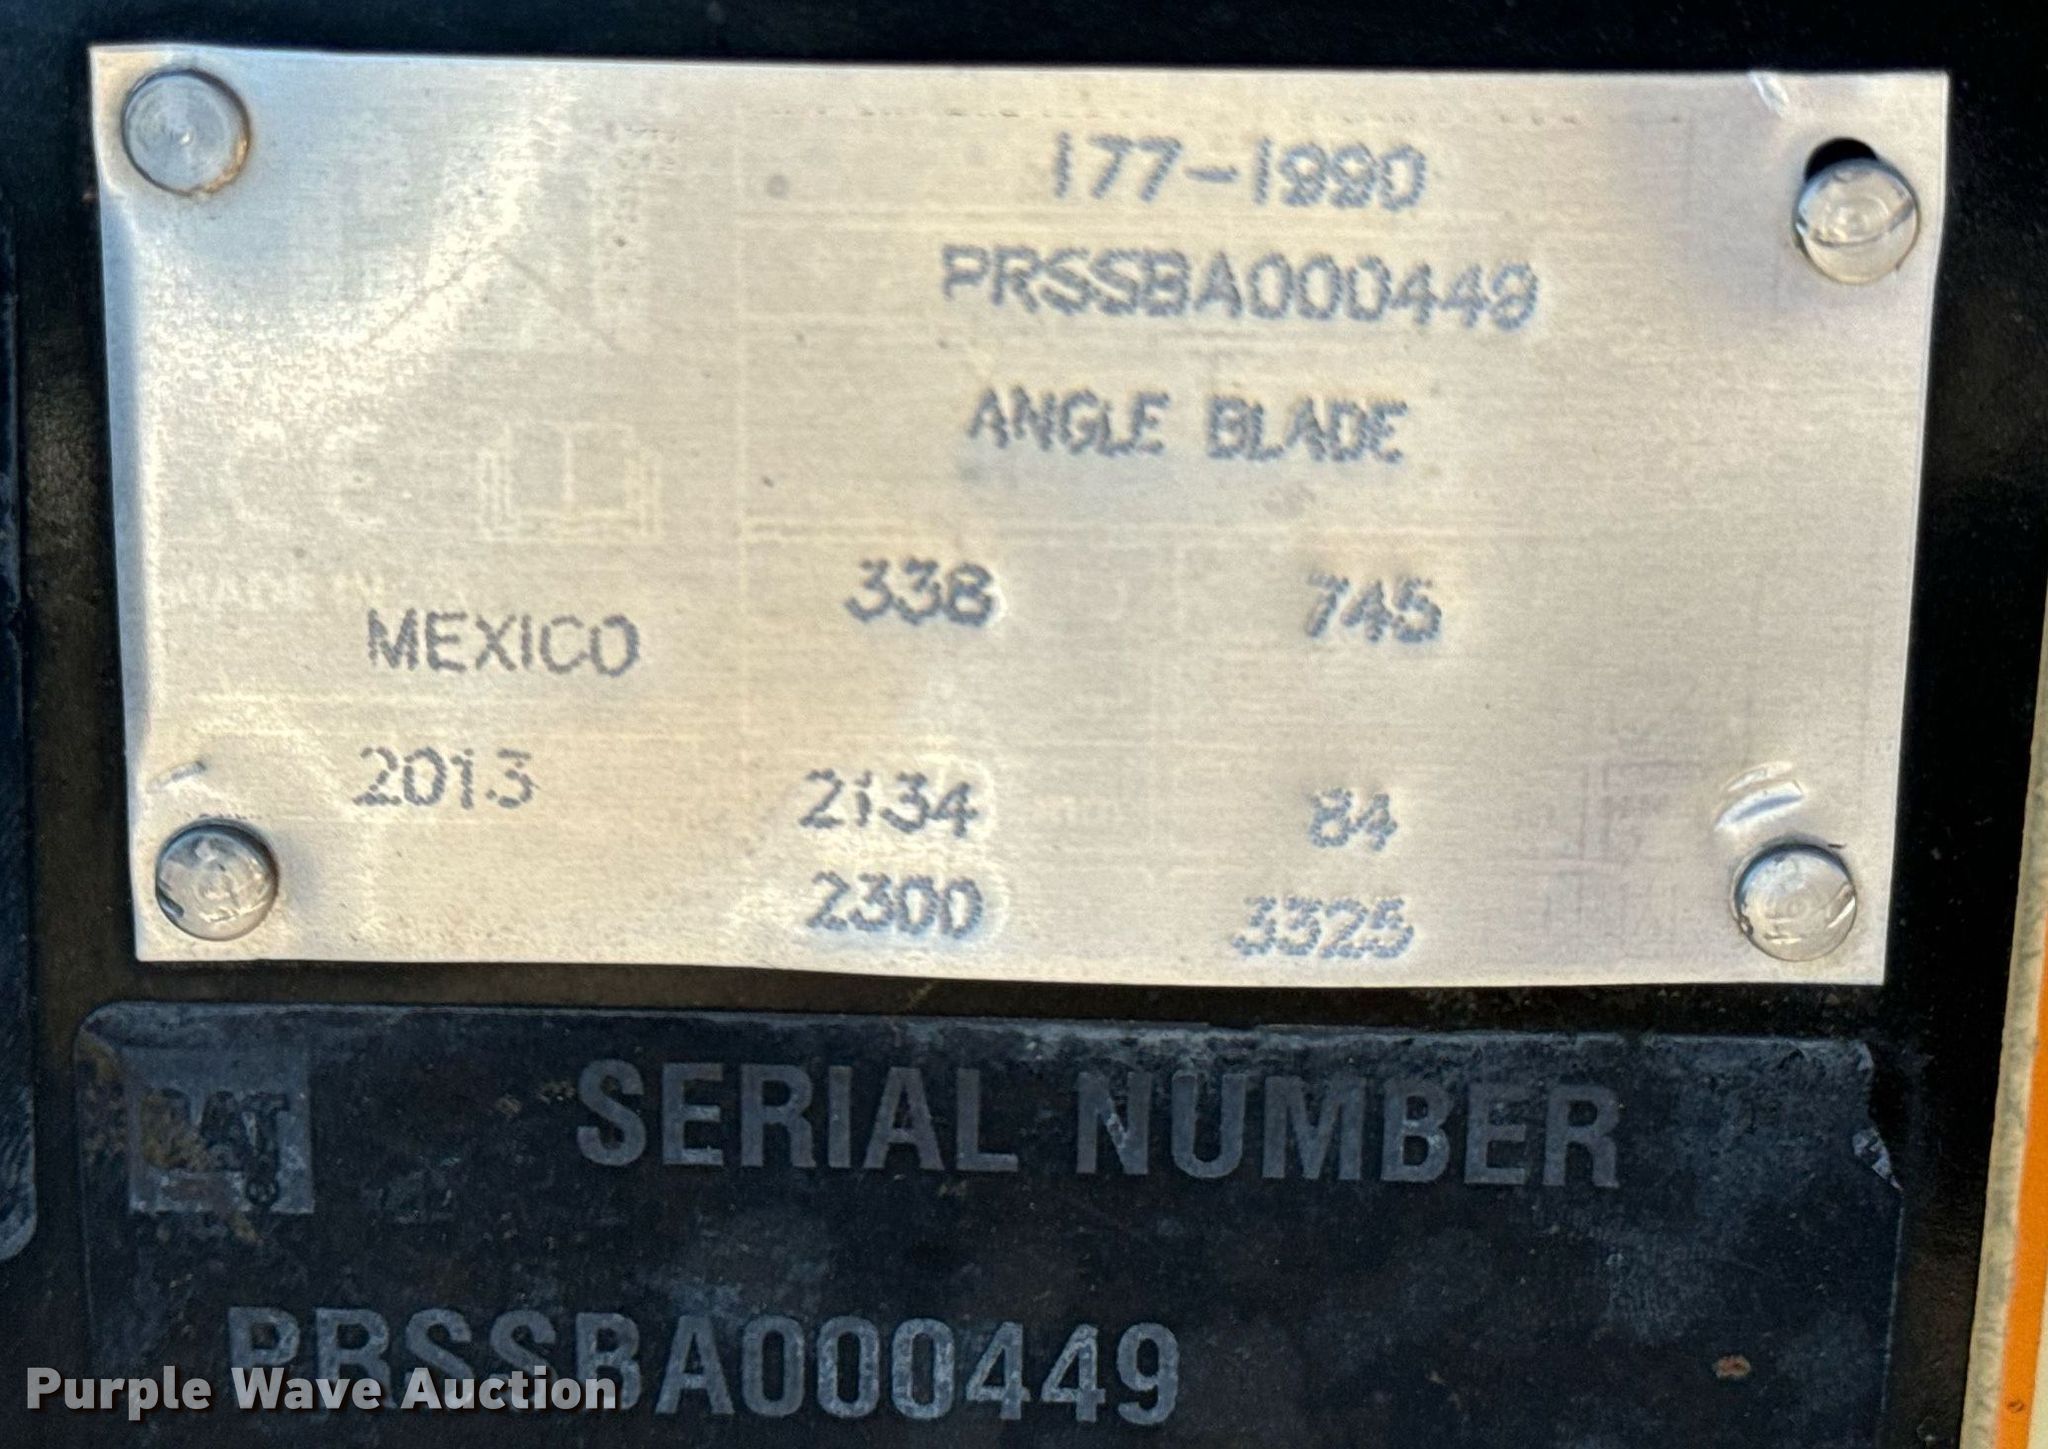 177-1990
PRSSBA000449
ANGLE BLADE
338 745
MEXICO
2013
2134 84
2300 3325
CAT
SERIAL NUMBER
PRSSBA000449
Purple Wave Auction